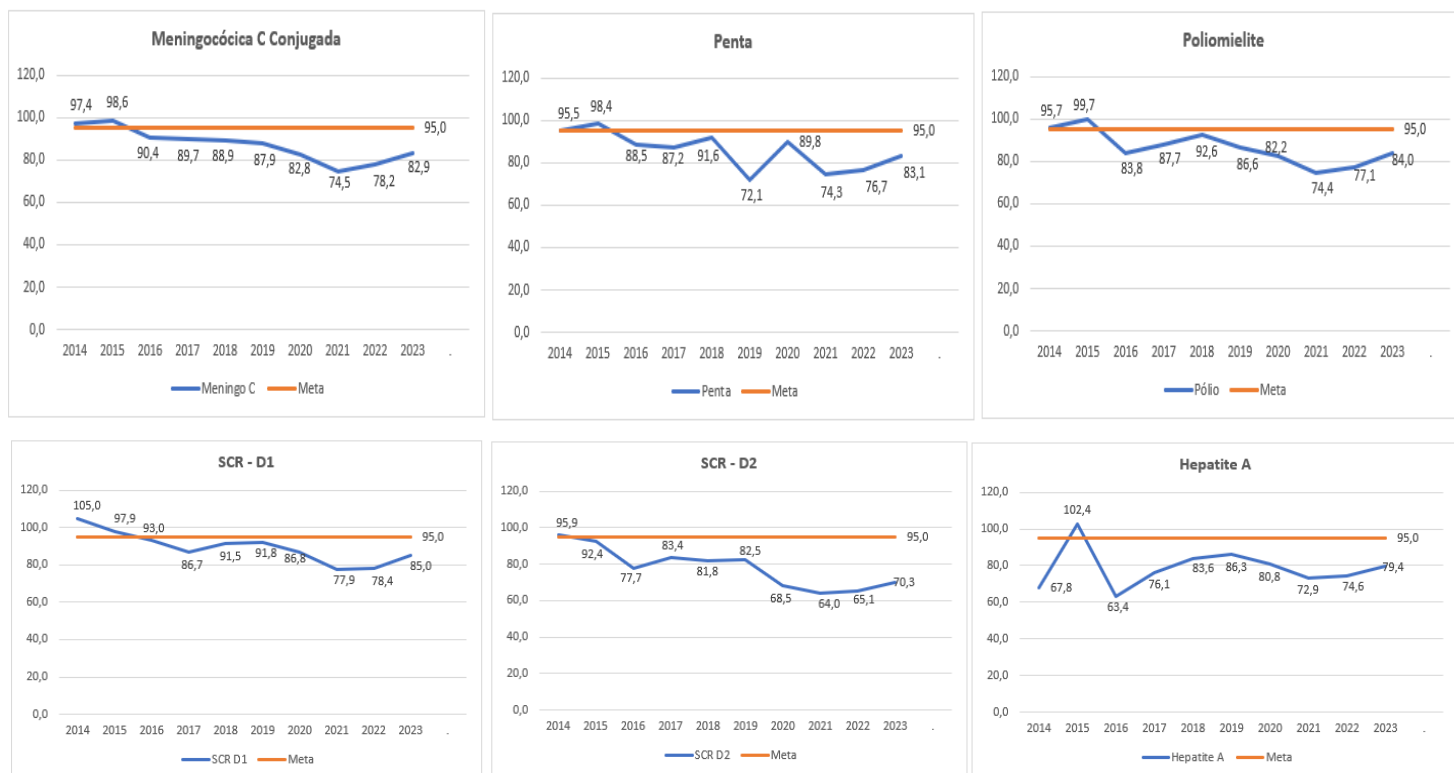 Meningocócica C Conjugada
120,0
100,0
80,0
60,0
40,0
20,0
0,0
97,4 98,6 90,4 89,7 88,9 87,9 82,8 74,5 78,2 82,9
95,0
2014 2015 2016 2017 2018 2019 2020 2021 2022 2023 .
Meningo C Meta
Penta
120,0
100,0
80,0
60,0
40,0
20,0
0,0
95,5 98,4 88,5 87,2 91,6 72,1 89,8 74,3 76,7 83,1
95,0
2014 2015 2016 2017 2018 2019 2020 2021 2022 2023 .
Penta Meta
Poliomielite
120,0
100,0
80,0
60,0
40,0
20,0
0,0
95,7 99,7 83,8 87,7 92,6 86,6 82,2 74,4 77,1 84,0
95,0
2014 2015 2016 2017 2018 2019 2020 2021 2022 2023 .
Pólio Meta
SCR - D1
120,0
100,0
80,0
60,0
40,0
20,0
0,0
105,0 97,9 93,0 86,7 91,5 91,8 86,8 77,9 78,4 85,0
95,0
2014 2015 2016 2017 2018 2019 2020 2021 2022 2023 .
SCR D1 Meta
SCR - D2
120,0
100,0
80,0
60,0
40,0
20,0
0,0
95,9 92,4 77,7 83,4 81,8 82,5 68,5 64,0 65,1 70,3
95,0
2014 2015 2016 2017 2018 2019 2020 2021 2022 2023 .
SCR D2 Meta
Hepatite A
120,0
100,0
80,0
60,0
40,0
20,0
0,0
67,8 102,4 63,4 76,1 83,6 86,3 80,8 72,9 74,6 79,4
95,0
2014 2015 2016 2017 2018 2019 2020 2021 2022 2023 .
Hepatite A Meta